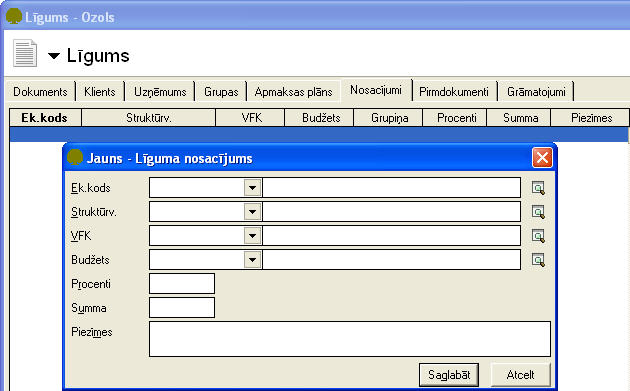 Līgums - Ozols
Līgums
Dokuments Klients Uzņēmums Grupas Apmaksas plāns Nosacījumi Pirmdokumenti Grāmatojumi
Ek.kods Struktūrv. VFK Budžets Grupiņa Procenti Summa Piezīmes
Jauns - Līguma nosacījums
Ek.kods
Struktūrv.
VFK
Budžets
Procenti
Summa
Piezīmes
Saglabāt Atcelt